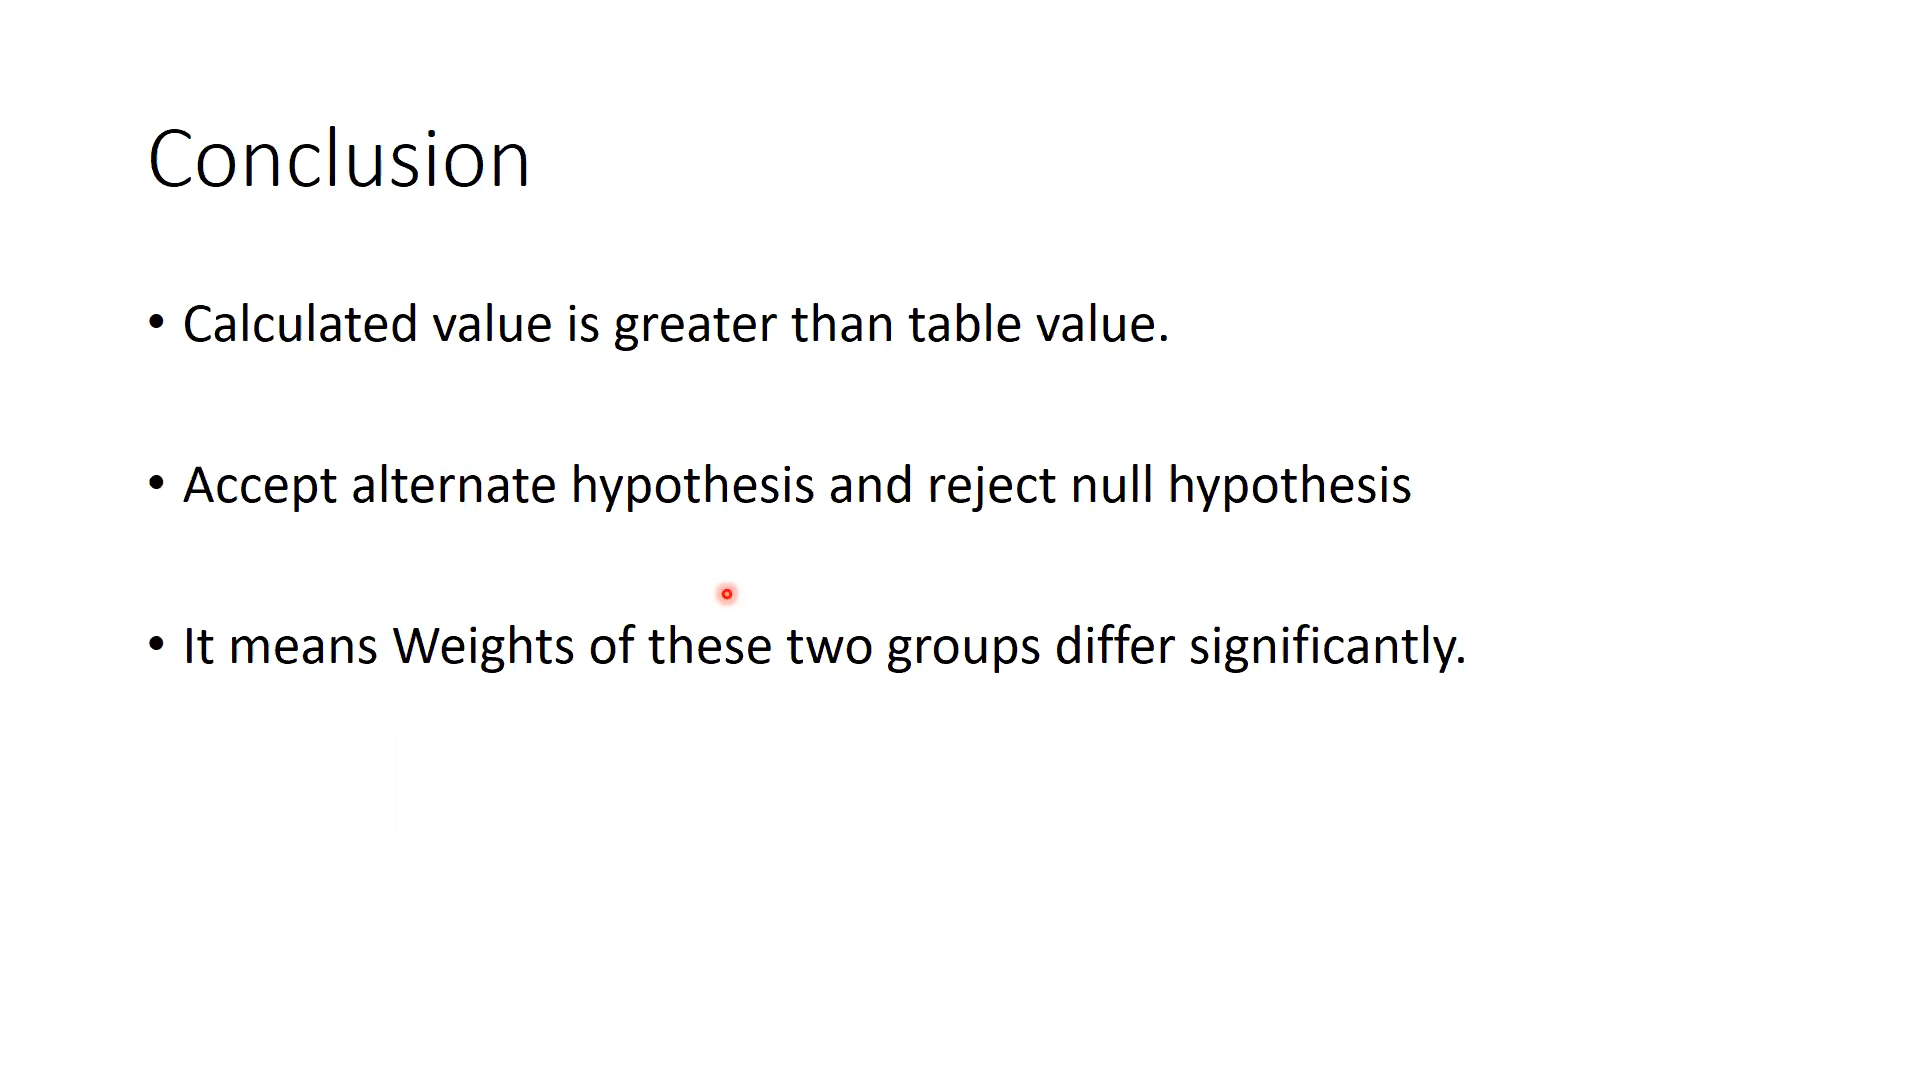 Conclusion
• Calculated value is greater than table value.
• Accept alternate hypothesis and reject null hypothesis
• It means Weights of these two groups differ significantly.